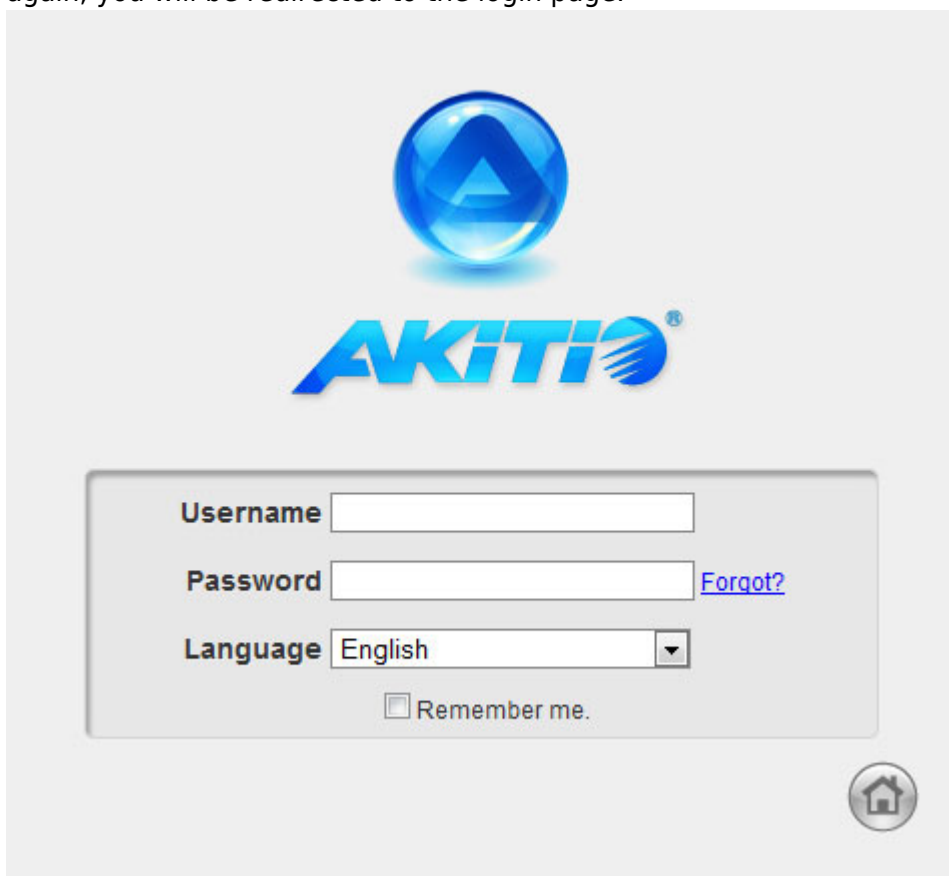 again, you will be redirected to the login page.
AKiTiO®
Username
Password Forgot?
Language English
Remember me.